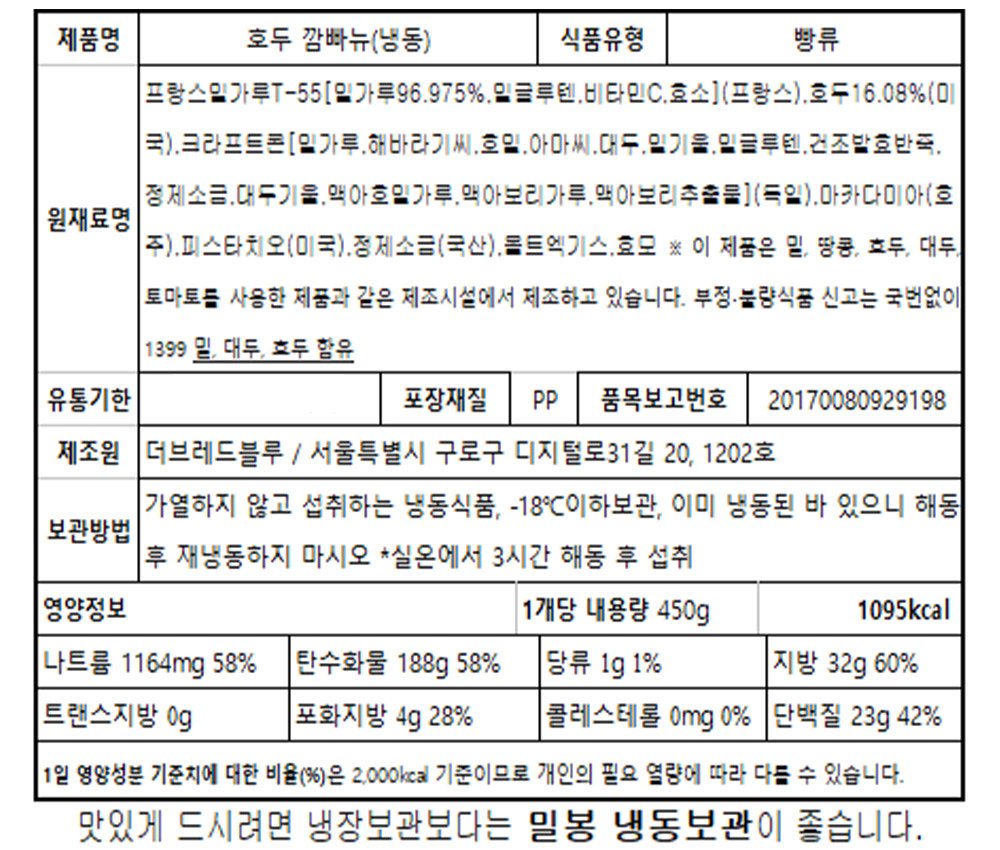 제품명 호두 깜빠뉴(냉동) 식품유형 빵류
원재료명
프랑스밀가루T-55[밀가루96.975%,밀글루텐,비타민C,효소](프랑스),호두16.08%(미
국),크라프트콘[밀가루,해바라기씨,호밀,아마씨,대두,밀기울,밀글루텐,건조발효반죽,
정제소금,대두기울,맥아호밀가루,맥아보리가루,맥아보리추출물](독일),마카다미아(호
주),피스타치오(미국),정제소금(국산),몰트엑기스,효모 ※ 이 제품은 밀, 땅콩, 호두, 대두,
토마토를 사용한 제품과 같은 제조시설에서 제조하고 있습니다. 부정·불량식품 신고는 국번없이
1399 밀, 대두, 호두 함유
유통기한 포장재질 PP 품목보고번호 20170080929198
제조원 더브레드블루 / 서울특별시 구로구 디지털로31길 20, 1202호
보관방법
가열하지 않고 섭취하는 냉동식품, -18℃이하보관, 이미 냉동된 바 있으니 해동
후 재냉동하지 마시오 *실온에서 3시간 해동 후 섭취
영양정보 1개당 내용량 450g 1095kcal
나트륨 1164mg 58% 탄수화물 188g 58% 당류 1g 1% 지방 32g 60%
트랜스지방 0g 포화지방 4g 28% 콜레스테롤 0mg 0% 단백질 23g 42%
1일 영양성분 기준치에 대한 비율(%)은 2,000kcal 기준이므로 개인의 필요 열량에 따라 다를 수 있습니다.
맛있게 드시려면 냉장보관보다는 밀봉 냉동보관이 좋습니다.